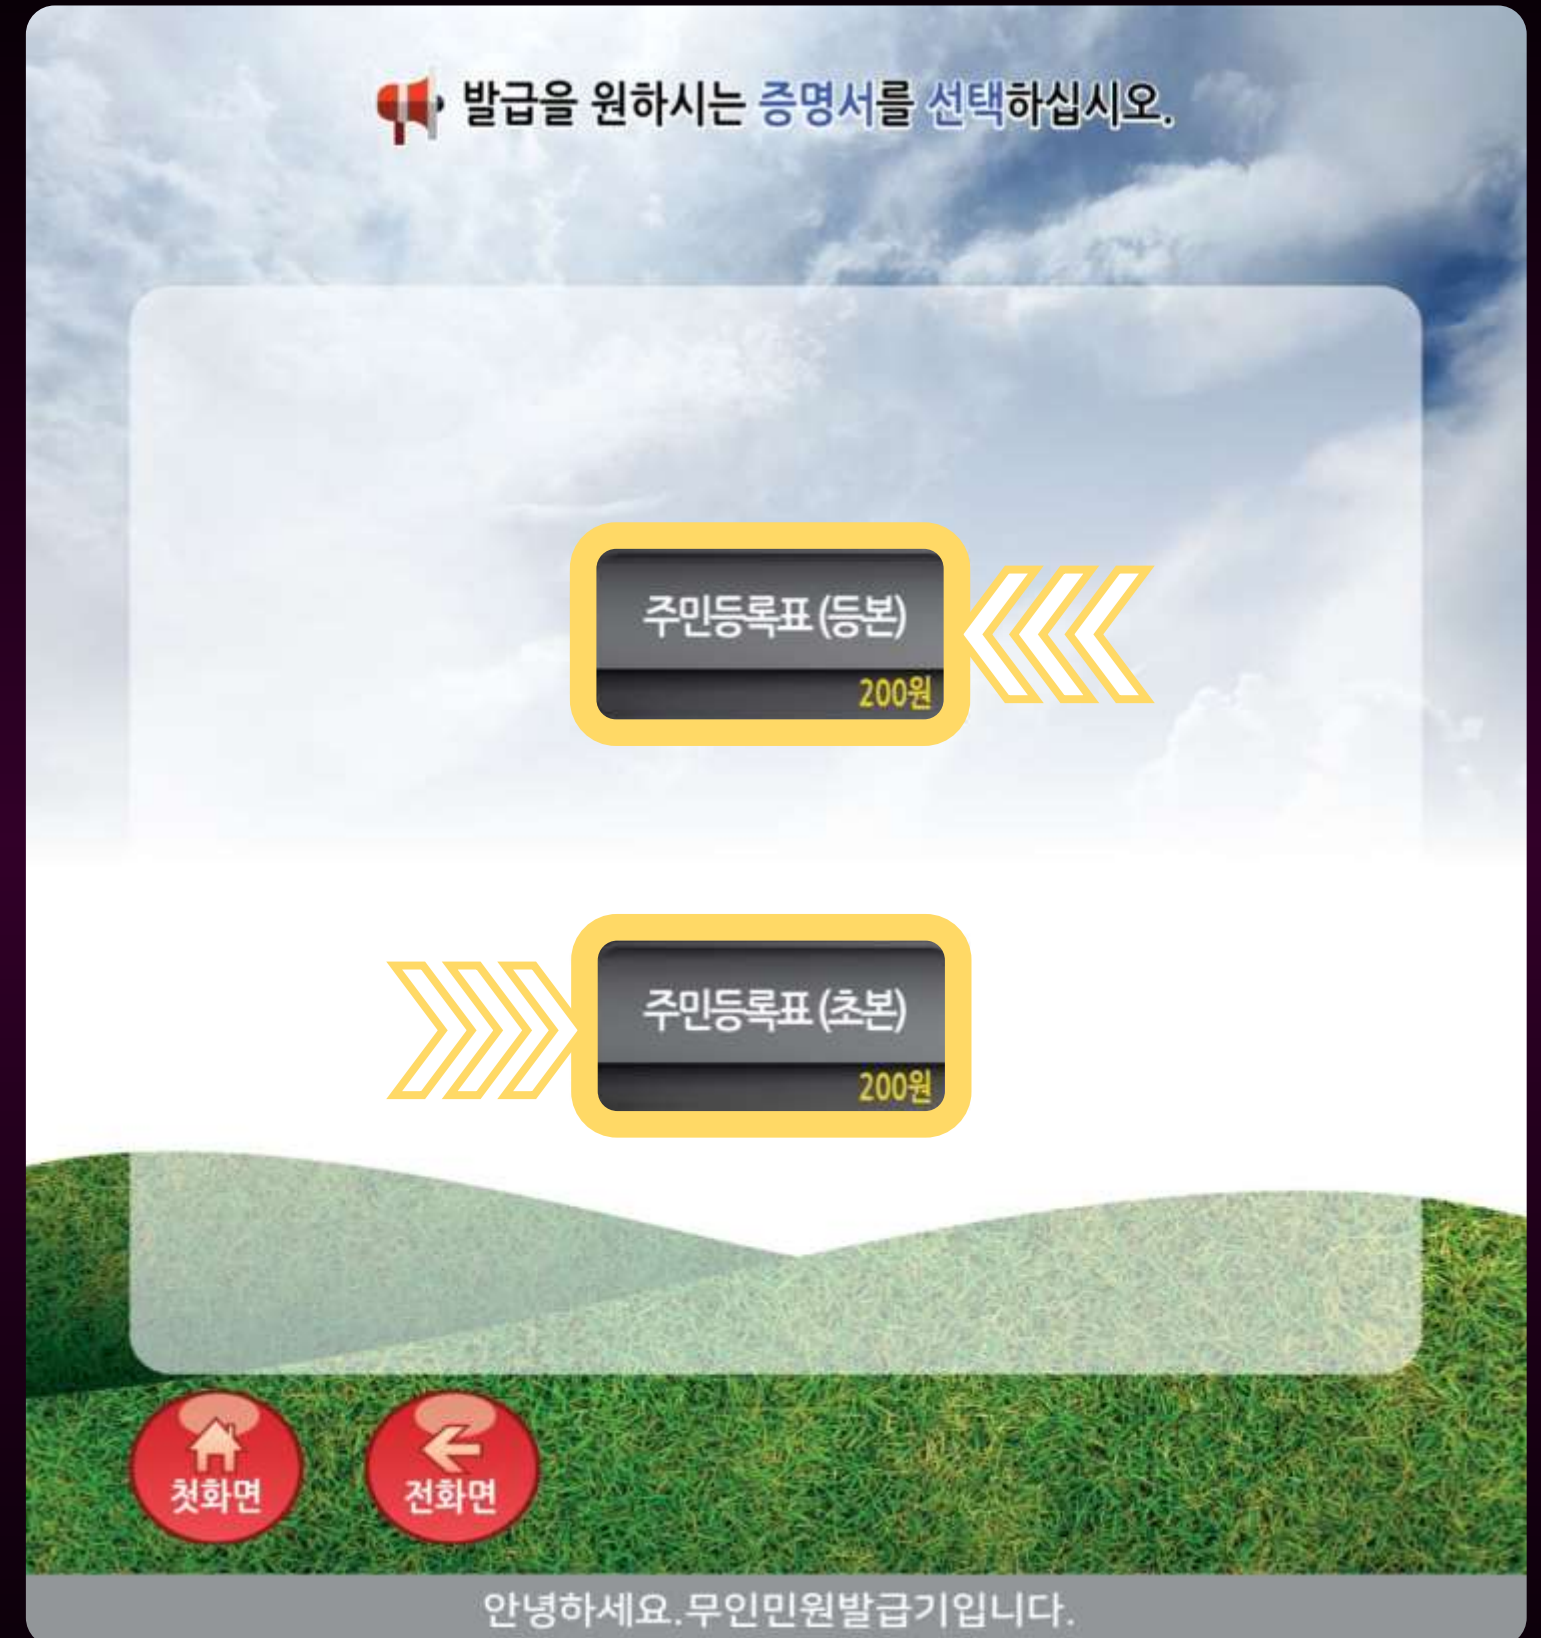 발급을 원하시는 증명서를 선택하십시오.
주민등록표 (등본)
200원
주민등록표 (초본)
200원
첫화면
전화면
안녕하세요.무인민원발급기입니다.